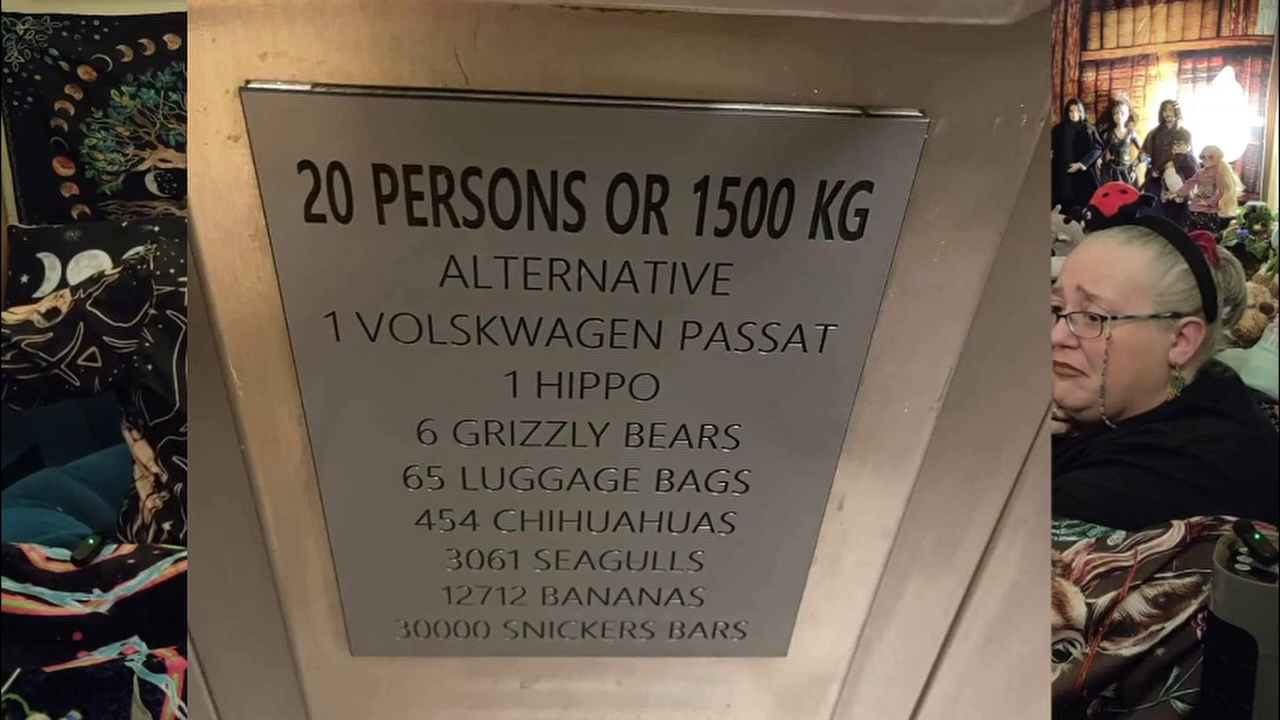 20 PERSONS OR 1500 KG
ALTERNATIVE
1 VOLSKWAGEN PASSAT
1 HIPPO
6 GRIZZLY BEARS
65 LUGGAGE BAGS
454 CHIHUAHUAS
3061 SEAGULLS
12712 BANANAS
30000 SNICKERS BARS